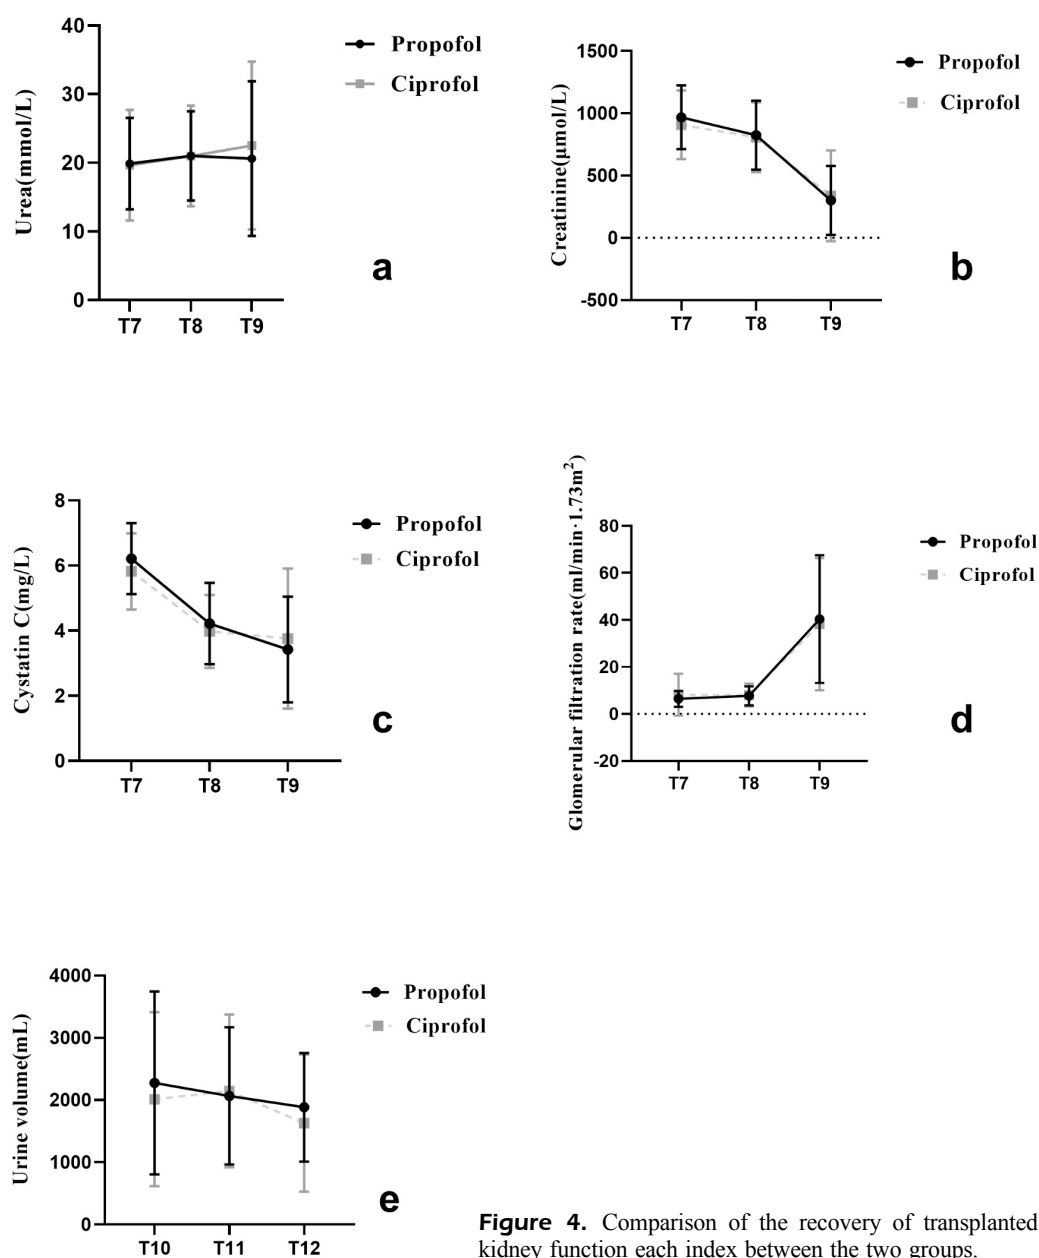 40
30
20
10
0
Urea(mmol/L)
T7 T8 T9
Propofol
Ciprofol
a
1500
1000
500
0
-500
Creatinine(μmol/L)
T7 T8 T9
Propofol
Ciprofol
b
8
6
4
2
0
Cystatin C(mg/L)
T7 T8 T9
Propofol
Ciprofol
c
80
60
40
20
0
-20
Glomerular filtration rate(ml/min·1.73m²)
T7 T8 T9
Propofol
Ciprofol
d
4000
3000
2000
1000
0
Urine volume(mL)
T10 T11 T12
Propofol
Ciprofol
e
Figure 4. Comparison of the recovery of transplanted
kidney function each index between the two groups.